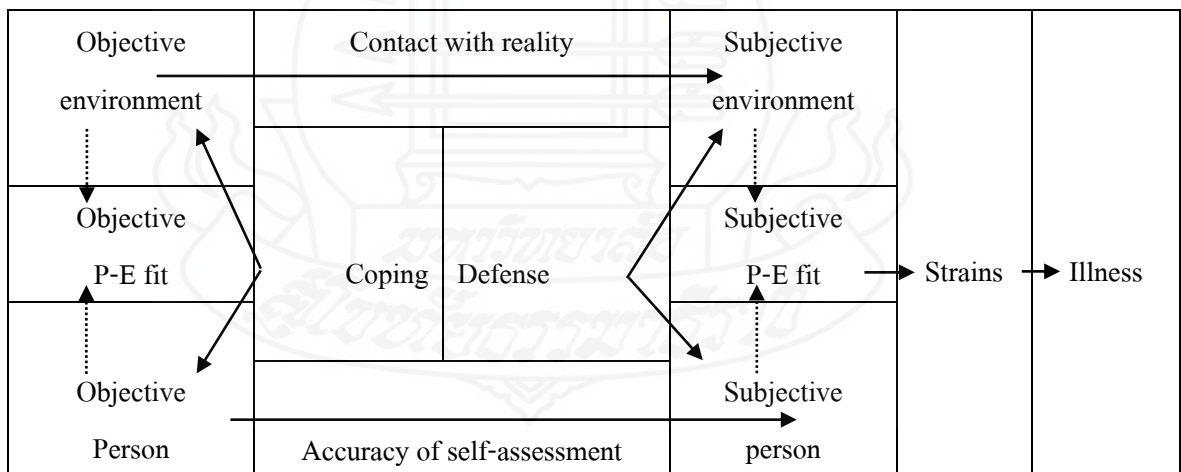 Objective
environment
Contact with reality
Subjective
environment
Objective
P-E fit
Coping
Defense
Subjective
P-E fit
Strains
Illness
Objective
Person
Accuracy of self-assessment
Subjective
person